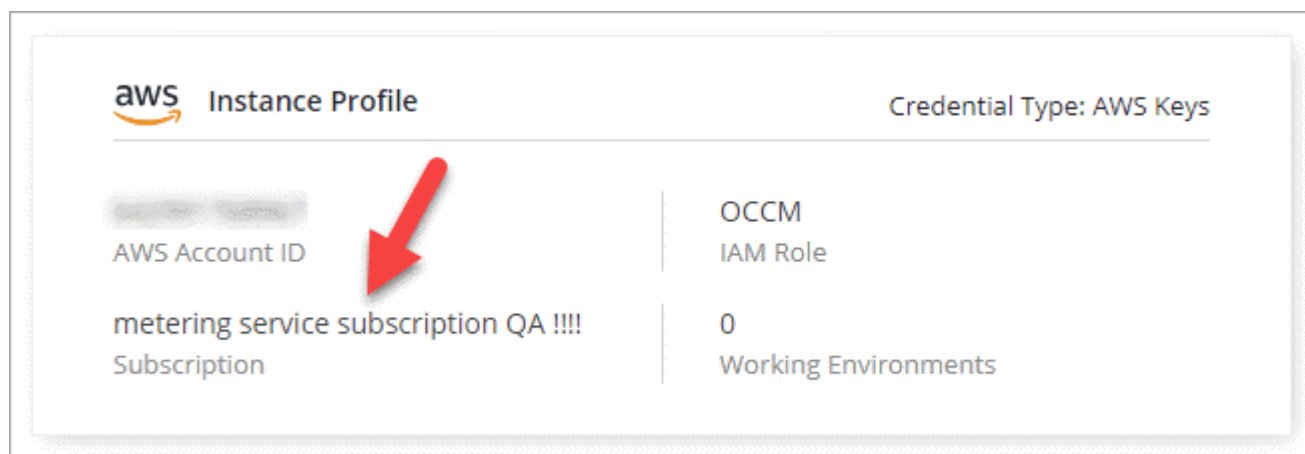 aws Instance Profile
Credential Type: AWS Keys
AWS Account ID
OCCM
IAM Role
metering service subscription QA !!!!
Subscription
0
Working Environments